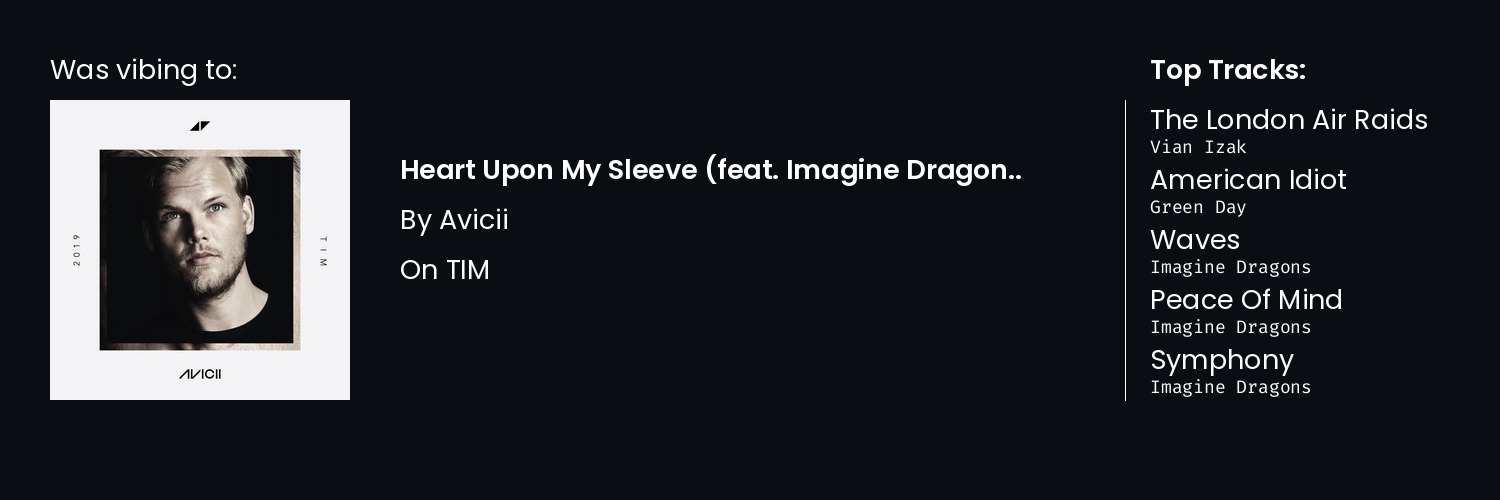 Was vibing to:
2019
TIM
AVICII
Heart Upon My Sleeve (feat. Imagine Dragon..
By Avicii
On TIM
Top Tracks:
The London Air Raids
Vian Izak
American Idiot
Green Day
Waves
Imagine Dragons
Peace Of Mind
Imagine Dragons
Symphony
Imagine Dragons